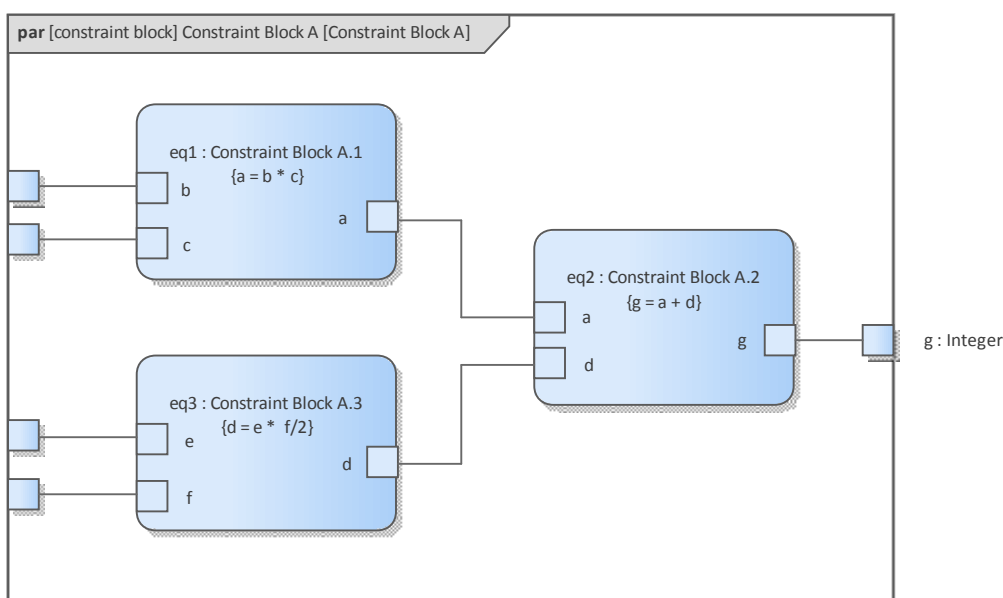 par [constraint block] Constraint Block A [Constraint Block A]
eq1 : Constraint Block A.1
{a = b * c}
b
a
c
eq2 : Constraint Block A.2
{g = a + d}
a
g
d
g : Integer
eq3 : Constraint Block A.3
{d = e *  f/2}
e
d
f